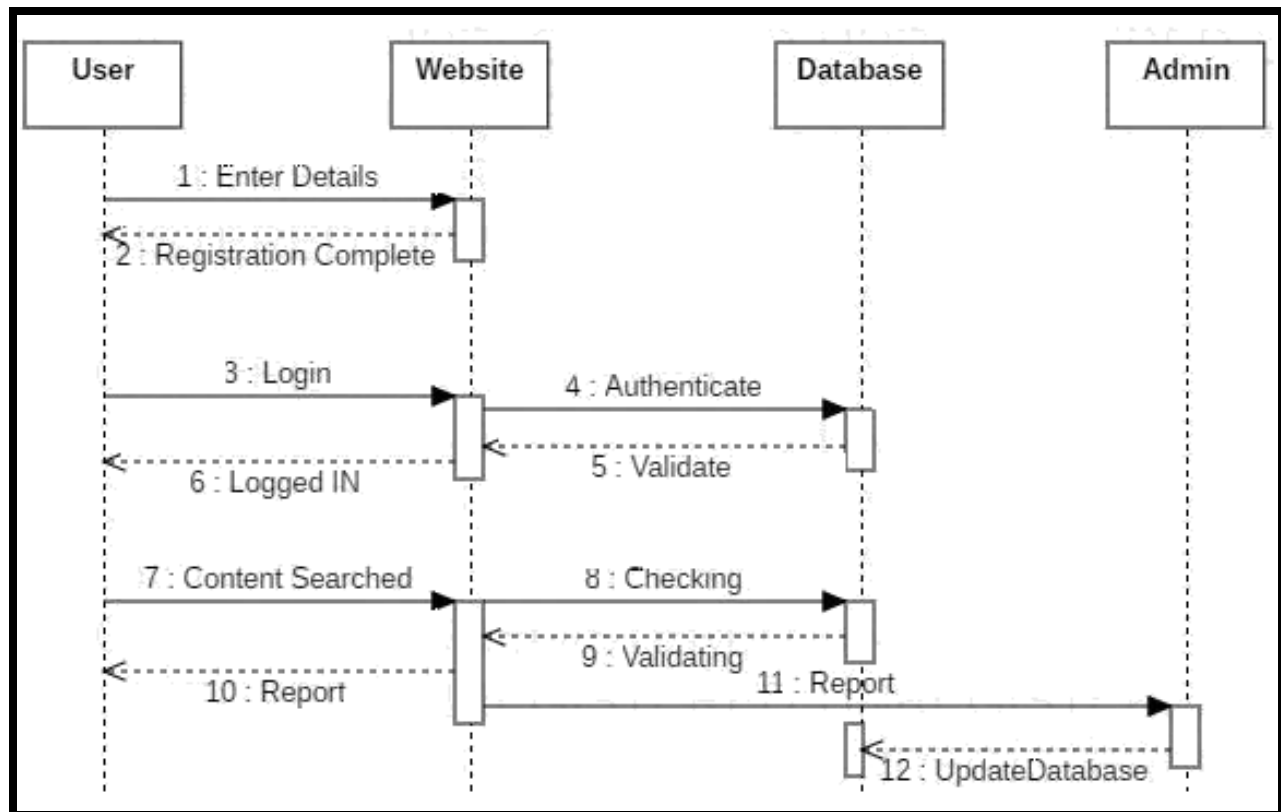 User
Website
Database
Admin
1 : Enter Details
2 : Registration Complete
3 : Login
4 : Authenticate
5 : Validate
6 : Logged IN
7 : Content Searched
8 : Checking
9 : Validating
10 : Report
11 : Report
12 : UpdateDatabase